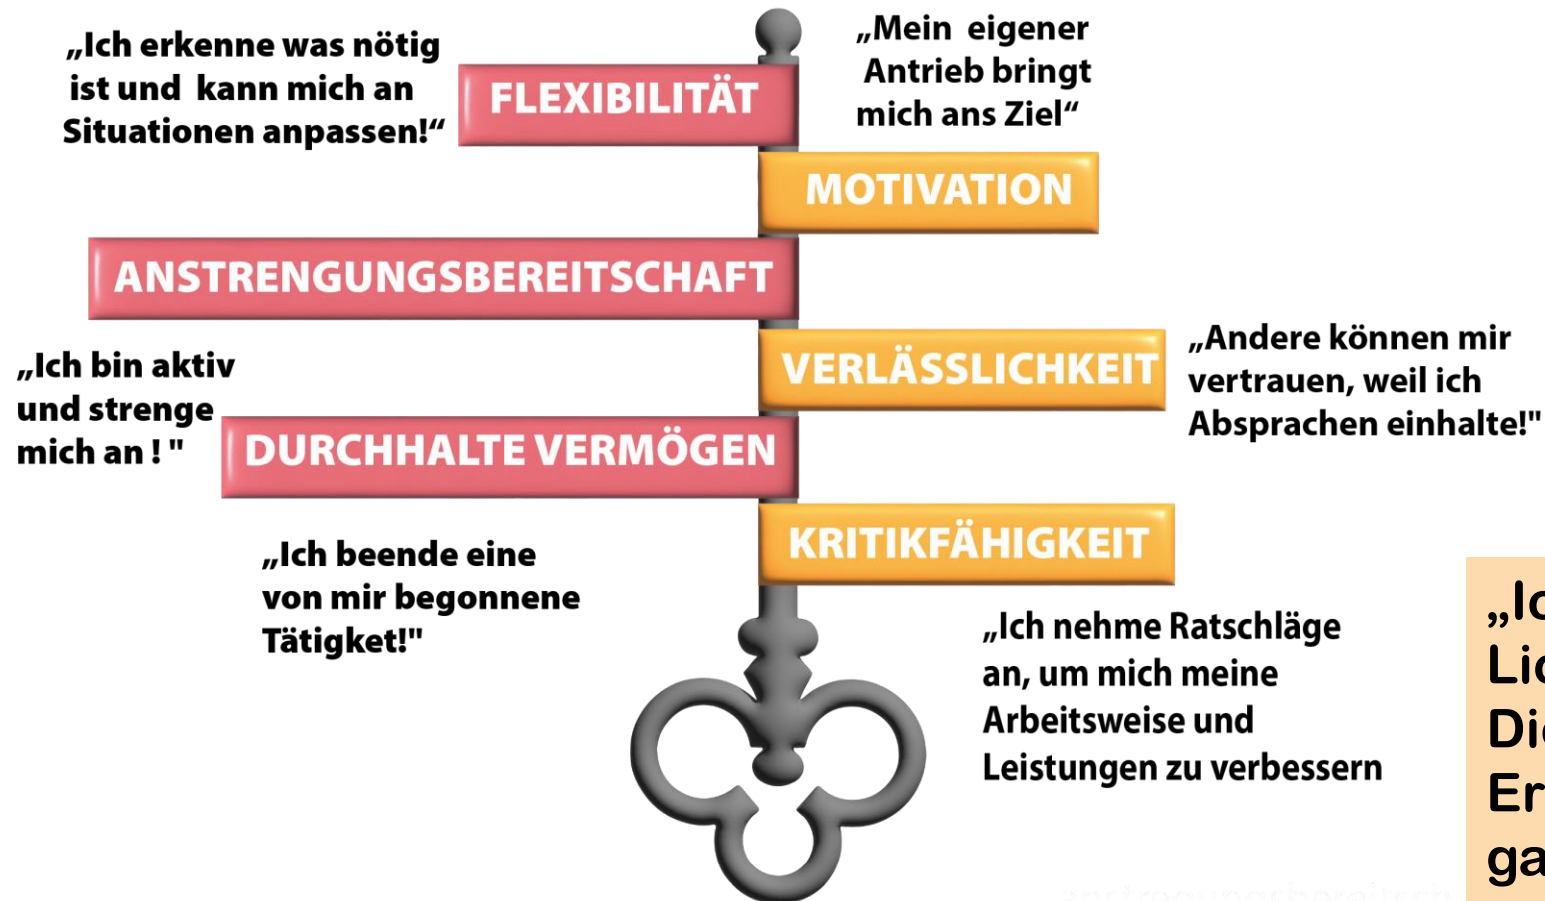 „Ich erkenne was nötig
ist und kann mich an
Situationen anpassen!“
FLEXIBILITÄT
„Mein eigener
Antrieb bringt
mich ans Ziel“
MOTIVATION
ANSTRENGUNGSBEREITSCHAFT
„Ich bin aktiv
und strenge
mich an ! "
VERLÄSSLICHKEIT
„Andere können mir
vertrauen, weil ich
Absprachen einhalte!"
DURCHHALTE VERMÖGEN
„Ich beende eine
von mir begonnene
Tätigket!"
KRITIKFÄHIGKEIT
„Ich nehme Ratschläge
an, um mich meine
Arbeitsweise und
Leistungen zu verbessern